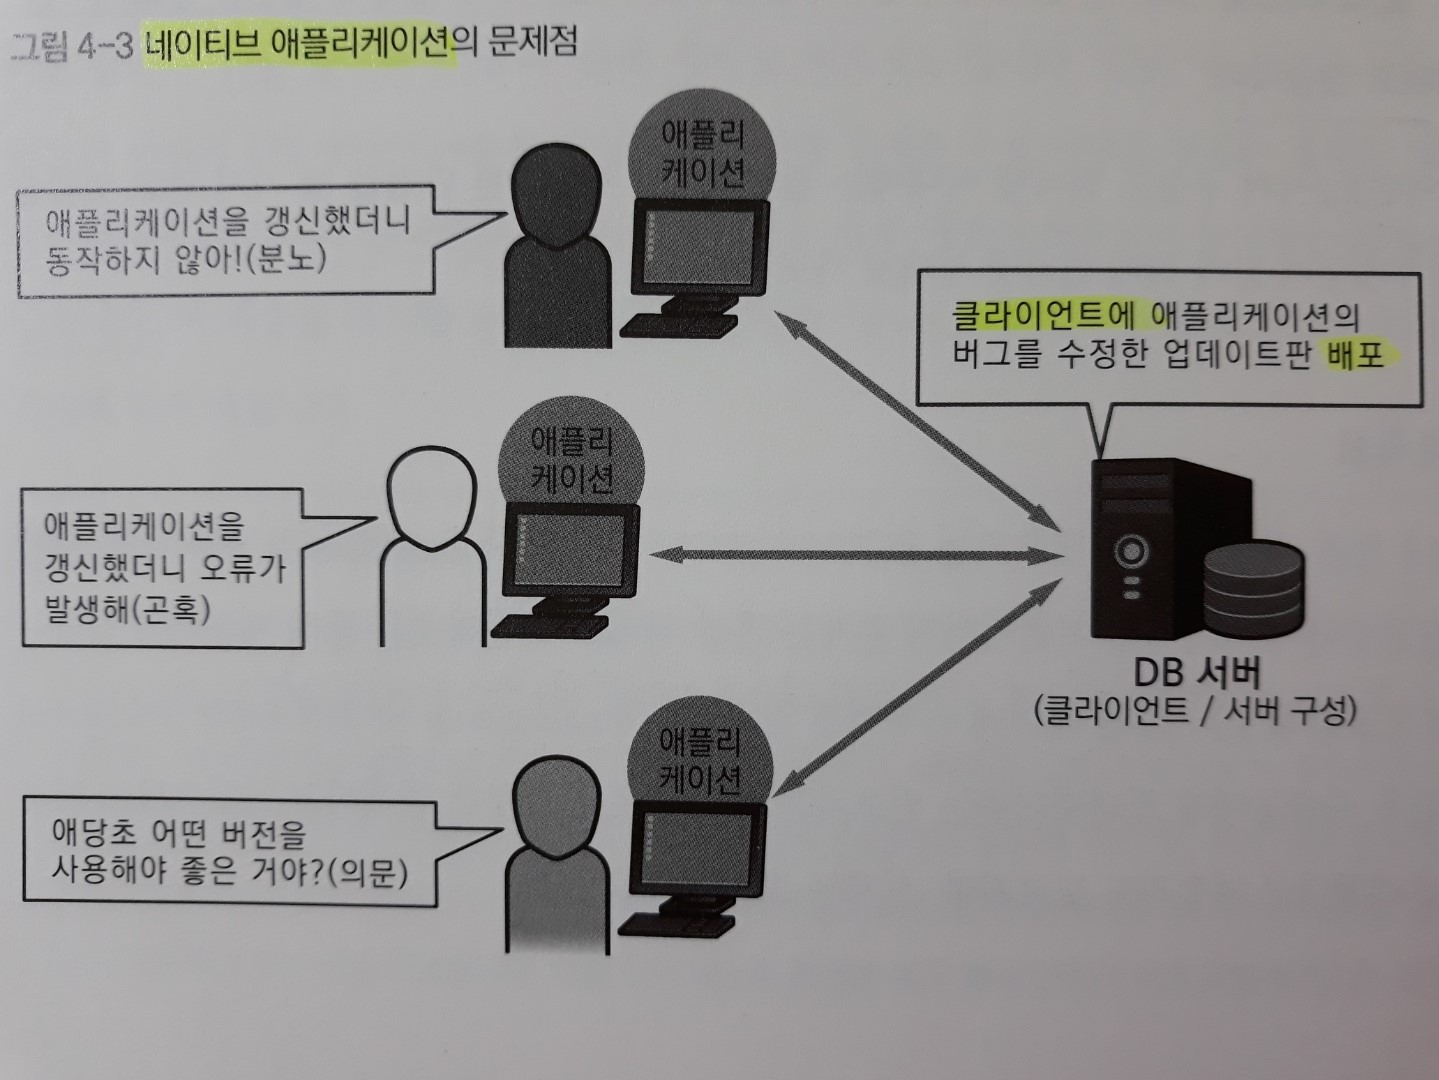 그림 4-3 네이티브 애플리케이션의 문제점
애플리
케이션
애플리케이션을 갱신했더니
동작하지 않아!(분노)
클라이언트에 애플리케이션의
버그를 수정한 업데이트판 배포
애플리
케이션
애플리케이션을
갱신했더니 오류가
발생해(곤혹)
DB 서버
(클라이언트 / 서버 구성)
애플리
케이션
애당초 어떤 버전을
사용해야 좋은 거야?(의문)